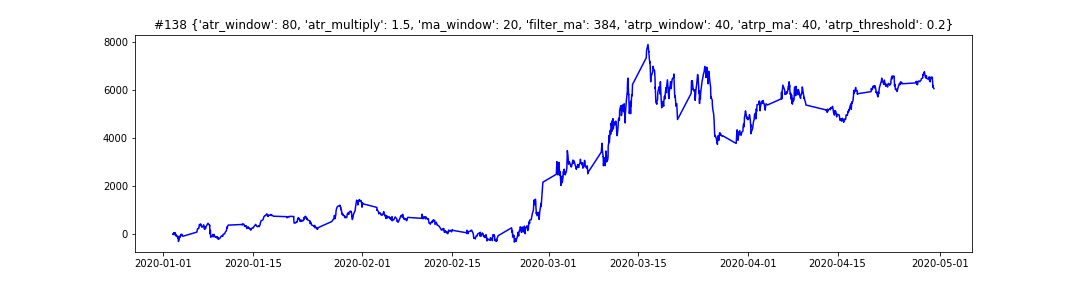 #138 {'atr_window': 80, 'atr_multiply': 1.5, 'ma_window': 20, 'filter_ma': 384, 'atrp_window': 40, 'atrp_ma': 40, 'atrp_threshold': 0.2}
8000
6000
4000
2000
0
2020-01-01 2020-01-15 2020-02-01 2020-02-15 2020-03-01 2020-03-15 2020-04-01 2020-04-15 2020-05-01